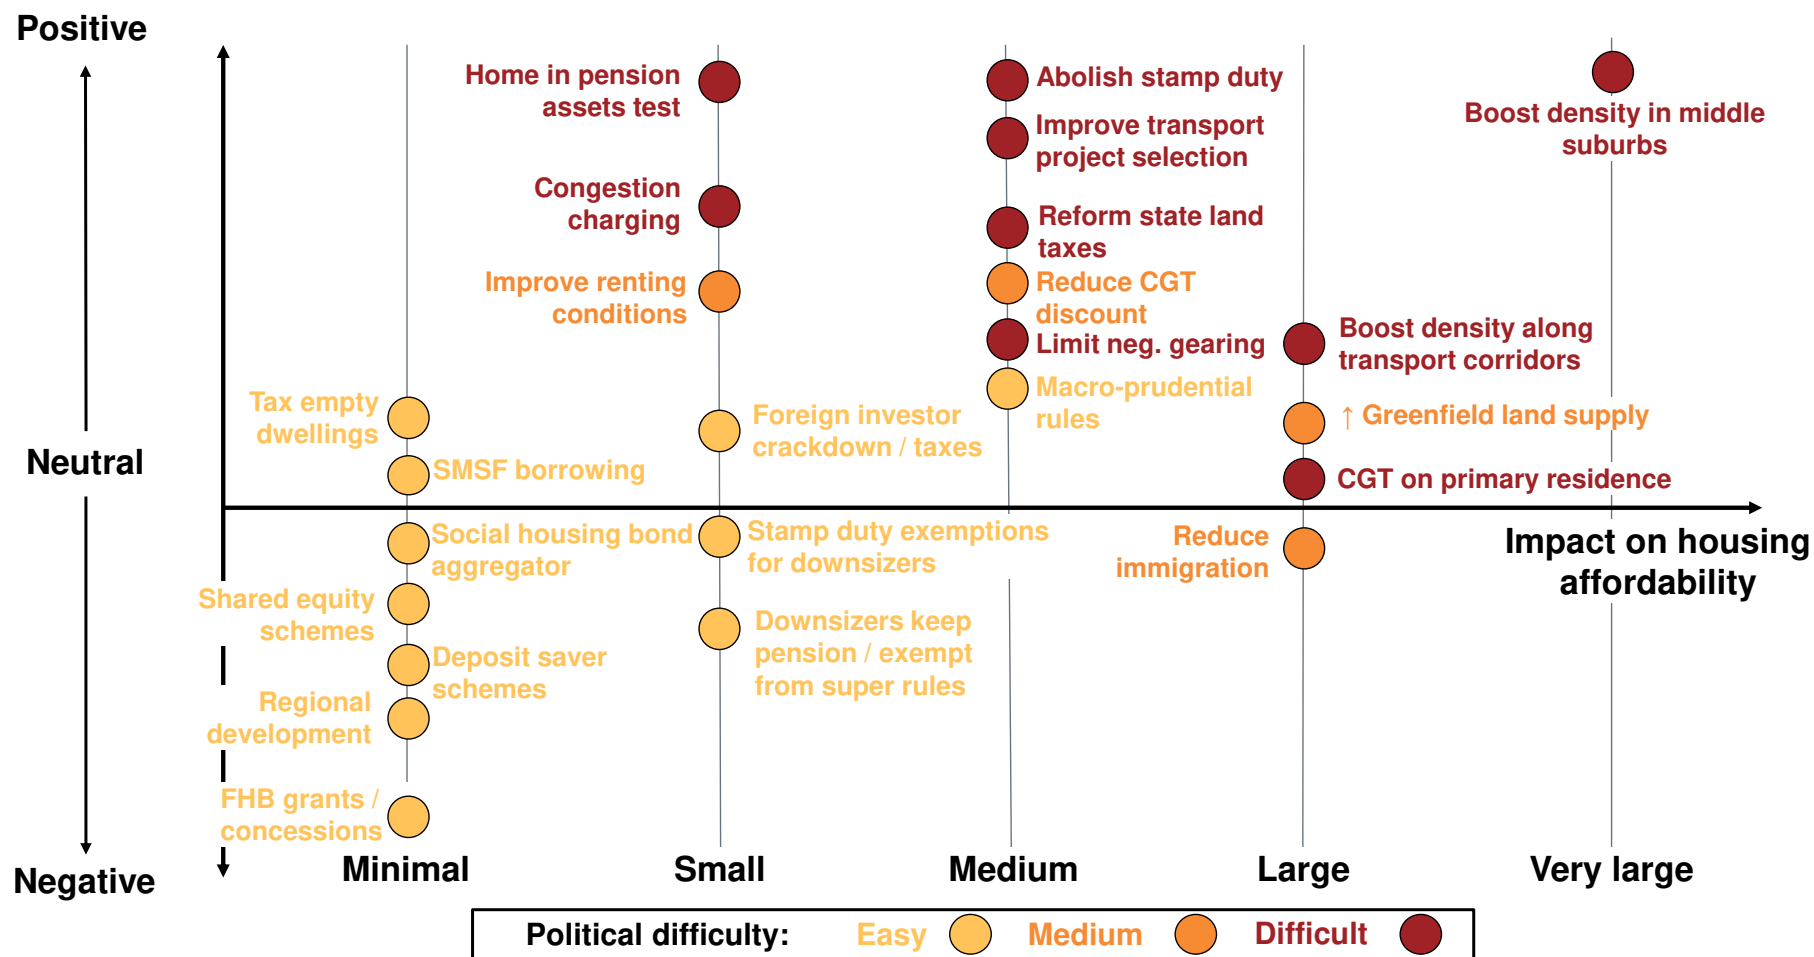 Positive
Neutral
Negative
Home in pension
assets test
Congestion
charging
Improve renting
conditions
Tax empty
dwellings
SMSF borrowing
Foreign investor
crackdown / taxes
Abolish stamp duty
Improve transport
project selection
Reform state land
taxes
Reduce CGT
discount
Limit neg. gearing
Macro-prudential
rules
Boost density in middle
suburbs
Boost density along
transport corridors
↑ Greenfield land supply
CGT on primary residence
Social housing bond
aggregator
Shared equity
schemes
Deposit saver
schemes
Regional
development
FHB grants /
concessions
Stamp duty exemptions
for downsizers
Downsizers keep
pension / exempt
from super rules
Reduce
immigration
Impact on housing
affordability
Minimal
Small
Medium
Large
Very large
Political difficulty:
Easy
Medium
Difficult